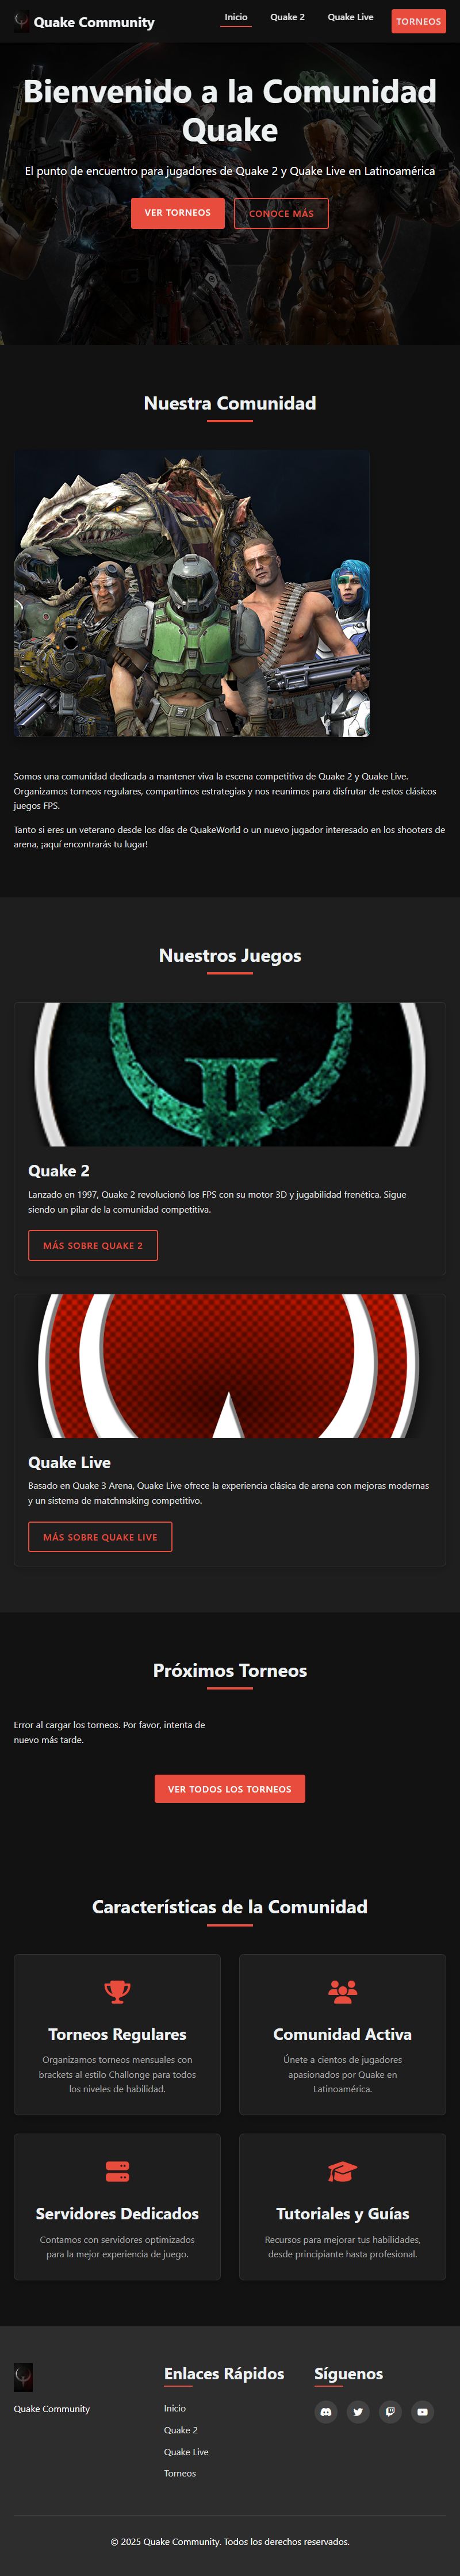 Quake Community
Inicio
Quake 2
Quake Live
TORNEOS
Bienvenido a la Comunidad
Quake
El punto de encuentro para jugadores de Quake 2 y Quake Live en Latinoamérica
VER TORNEOS
CONOCE MÁS
Nuestra Comunidad
Somos una comunidad dedicada a mantener viva la escena competitiva de Quake 2 y Quake Live.
Organizamos torneos regulares, compartimos estrategias y nos reunimos para disfrutar de estos clásicos
juegos FPS.
Tanto si eres un veterano desde los días de QuakeWorld o un nuevo jugador interesado en los shooters de
arena, ¡aquí encontrarás tu lugar!
Nuestros Juegos
Quake 2
Lanzado en 1997, Quake 2 revolucionó los FPS con su motor 3D y jugabilidad frenética. Sigue
siendo un pilar de la comunidad competitiva.
MÁS SOBRE QUAKE 2
Quake Live
Basado en Quake 3 Arena, Quake Live ofrece la experiencia clásica de arena con mejoras modernas
y un sistema de matchmaking competitivo.
MÁS SOBRE QUAKE LIVE
Próximos Torneos
Error al cargar los torneos. Por favor, intenta de
nuevo más tarde.
VER TODOS LOS TORNEOS
Características de la Comunidad
Torneos Regulares
Organizamos torneos mensuales con
brackets al estilo Challonge para todos
los niveles de habilidad.
Comunidad Activa
Únete a cientos de jugadores
apasionados por Quake en
Latinoamérica.
Servidores Dedicados
Contamos con servidores optimizados
para la mejor experiencia de juego.
Tutoriales y Guías
Recursos para mejorar tus habilidades,
desde principiante hasta profesional.
Quake Community
Enlaces Rápidos
Inicio
Quake 2
Quake Live
Torneos
Síguenos
© 2025 Quake Community. Todos los derechos reservados.